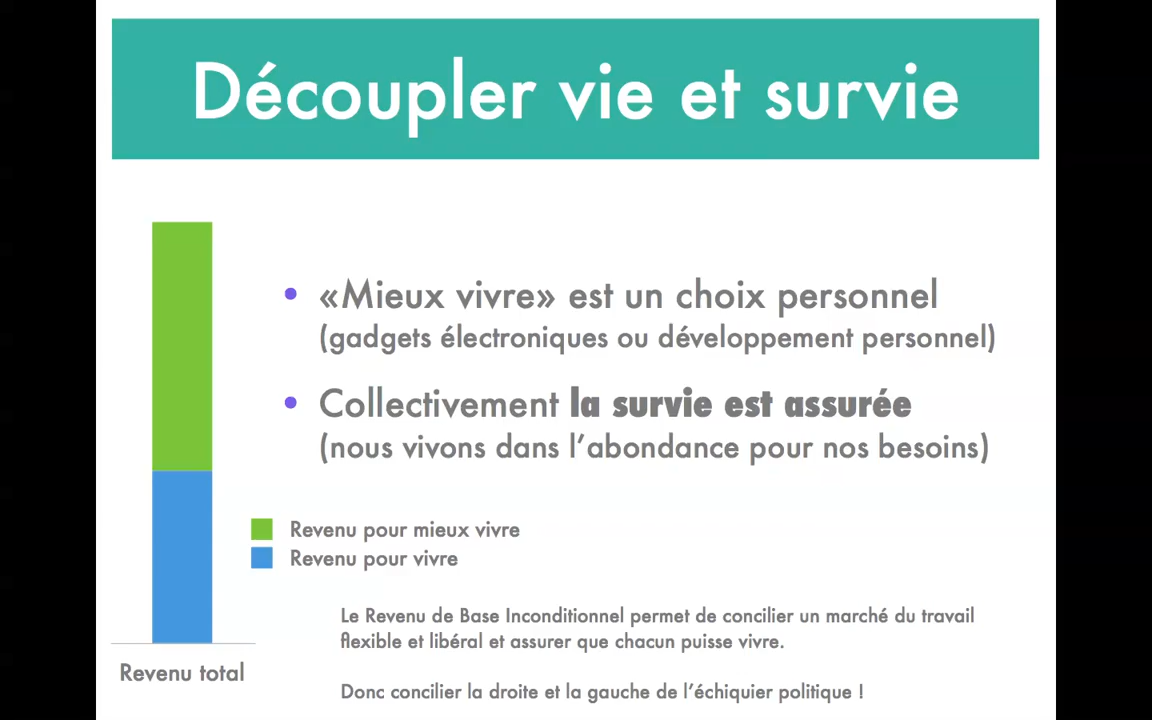 Découpler vie et survie
• «Mieux vivre» est un choix personnel
(gadgets électroniques ou développement personnel)
• Collectivement la survie est assurée
(nous vivons dans l’abondance pour nos besoins)
Revenu pour mieux vivre
Revenu pour vivre
Le Revenu de Base Inconditionnel permet de concilier un marché du travail
flexible et libéral et assurer que chacun puisse vivre.
Revenu total
Donc concilier la droite et la gauche de l’échiquier politique !